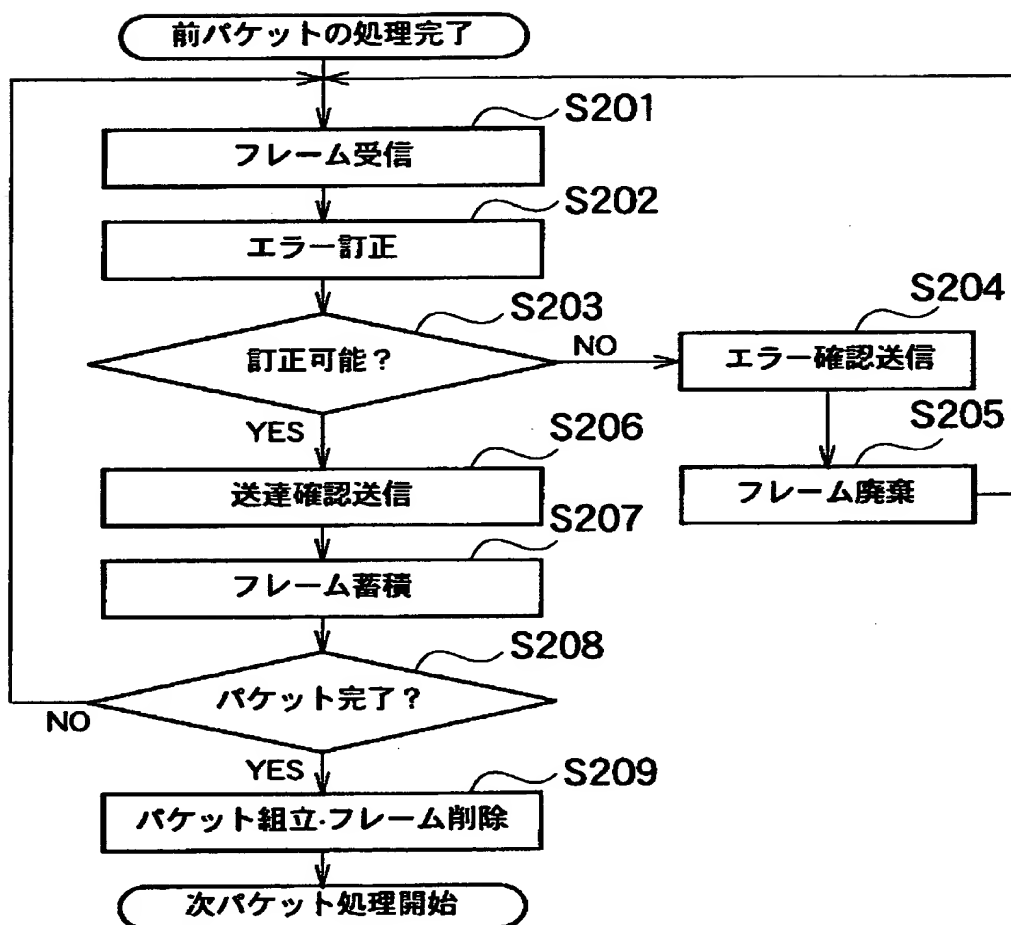 前パケットの処理完了
S201
フレーム受信
S202
エラー訂正
S203
訂正可能?
NO
S204
エラー確認送信
S205
フレーム廃棄
YES
S206
送達確認送信
S207
フレーム蓄積
S208
パケット完了?
NO
YES
S209
パケット組立・フレーム削除
次パケット処理開始